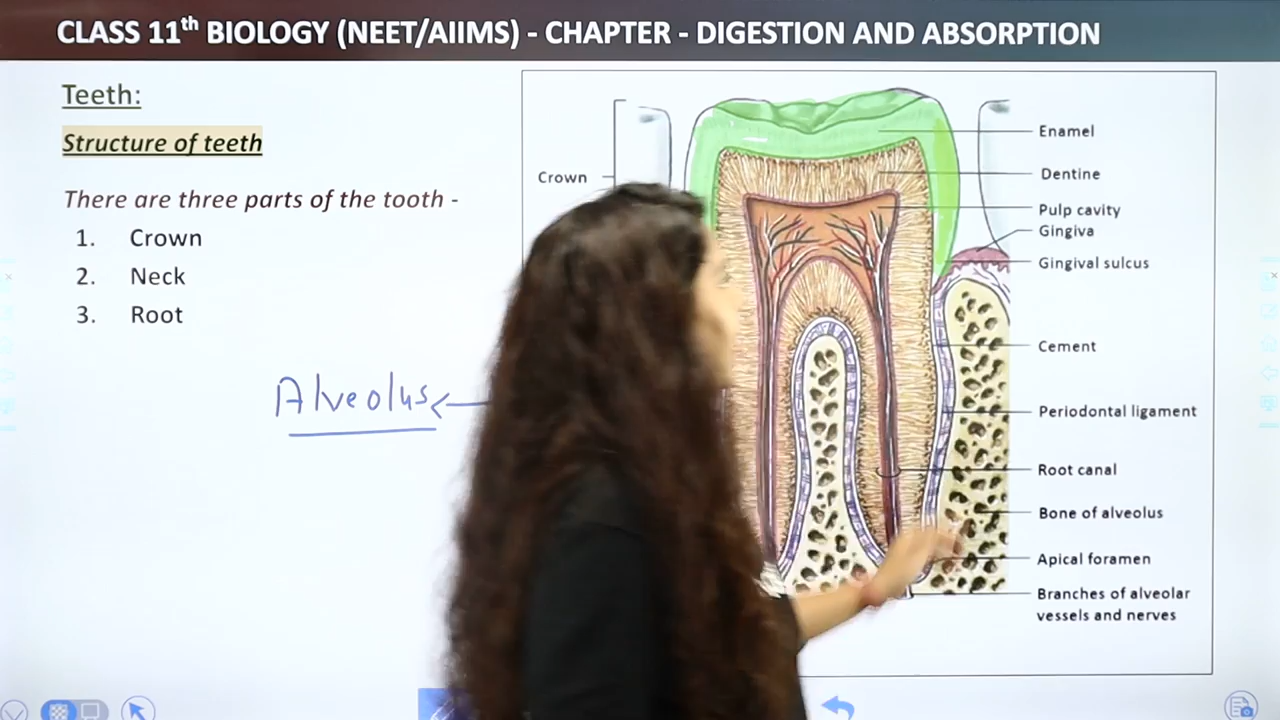 CLASS 11th BIOLOGY (NEET/AIIMS) - CHAPTER - DIGESTION AND ABSORPTION
Teeth:
Structure of teeth
There are three parts of the tooth -
1. Crown
2. Neck
3. Root
Alveolus
Crown
Enamel
Dentine
Pulp cavity
Gingiva
Gingival sulcus
Cement
Periodontal ligament
Root canal
Bone of alveolus
Apical foramen
Branches of alveolar
vessels and nerves